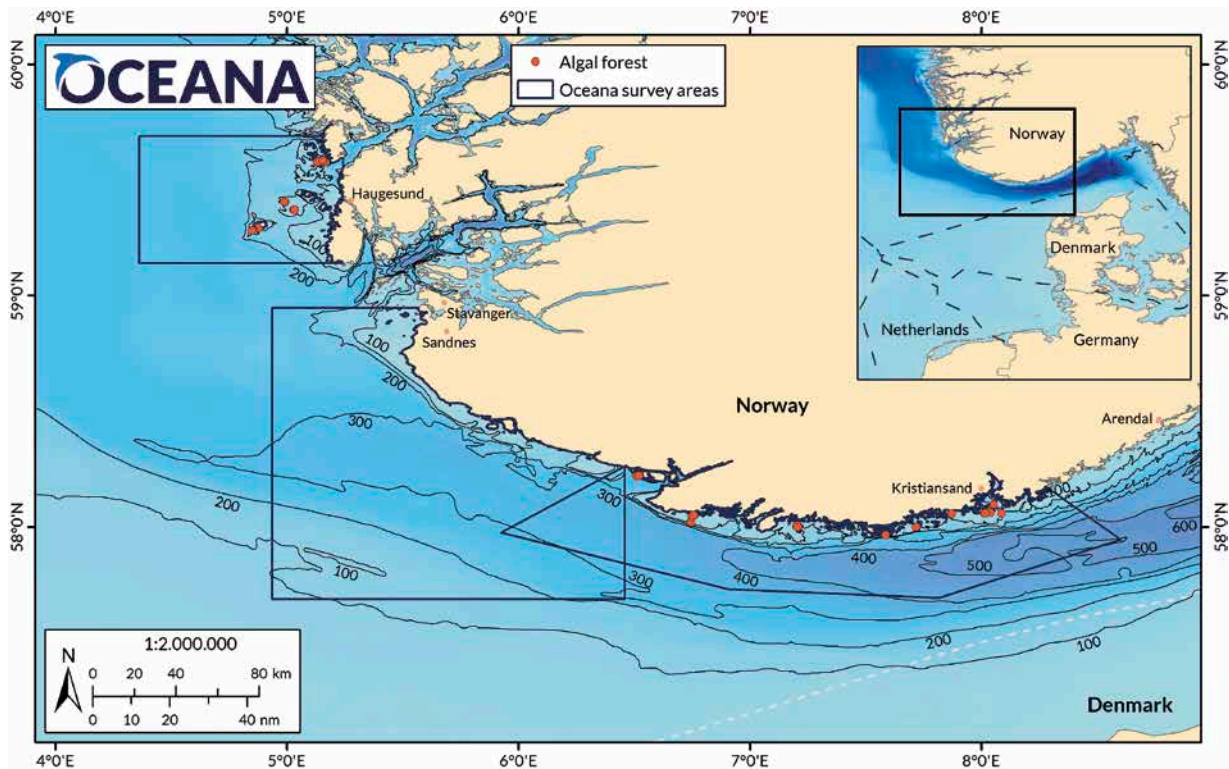 4°0'E 5°0'E 6°0'E 7°0'E 8°0'E
60°0'N
60°0'N
OCEANA
Algal forest
Oceana survey areas
Norway
Denmark
Netherlands
Germany
Haugesund
100
200
59°0'N
59°0'N
Stavanger
Sandnes
100
200
Norway
Arendal
300
300
200
Kristiansand
100
58°0'N
58°0'N
600
500
400
500
500
400
300
100
200
100
1:2.000.000
N
0 20 40 80 km
0 10 20 40 nm
Denmark
4°0'E 5°0'E 6°0'E 7°0'E 8°0'E